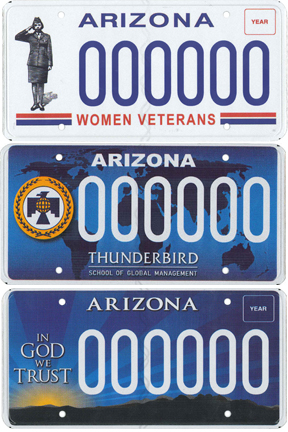 ARIZONA
YEAR
000000
WOMEN VETERANS
ARIZONA
000000
THUNDERBIRD
SCHOOL OF GLOBAL MANAGEMENT
ARIZONA
YEAR
IN
GOD
WE
TRUST
000000